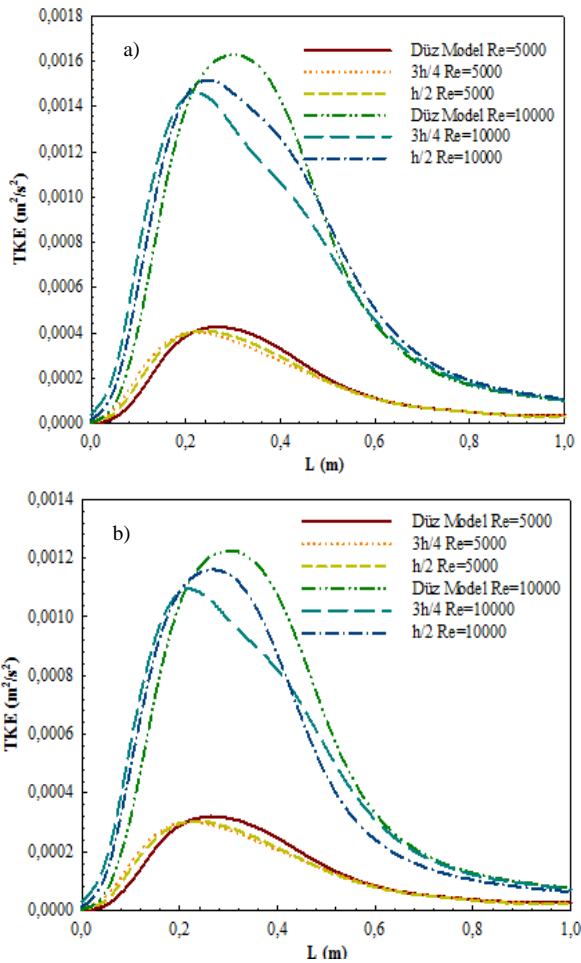 a)
Düz Model Re=5000
3h/4 Re=5000
h/2 Re=5000
Düz Model Re=10000
3h/4 Re=10000
h/2 Re=10000
TKE (m²/s²)
0,0018
0,0016
0,0014
0,0012
0,0010
0,0008
0,0006
0,0004
0,0002
0,0000
0,0 0,2 0,4 0,6 0,8 1,0
L (m)
b)
Düz Model Re=5000
3h/4 Re=5000
h/2 Re=5000
Düz Model Re=10000
3h/4 Re=10000
h/2 Re=10000
TKE (m²/s²)
0,0014
0,0012
0,0010
0,0008
0,0006
0,0004
0,0002
0,0000
0,0 0,2 0,4 0,6 0,8 1,0
L (m)